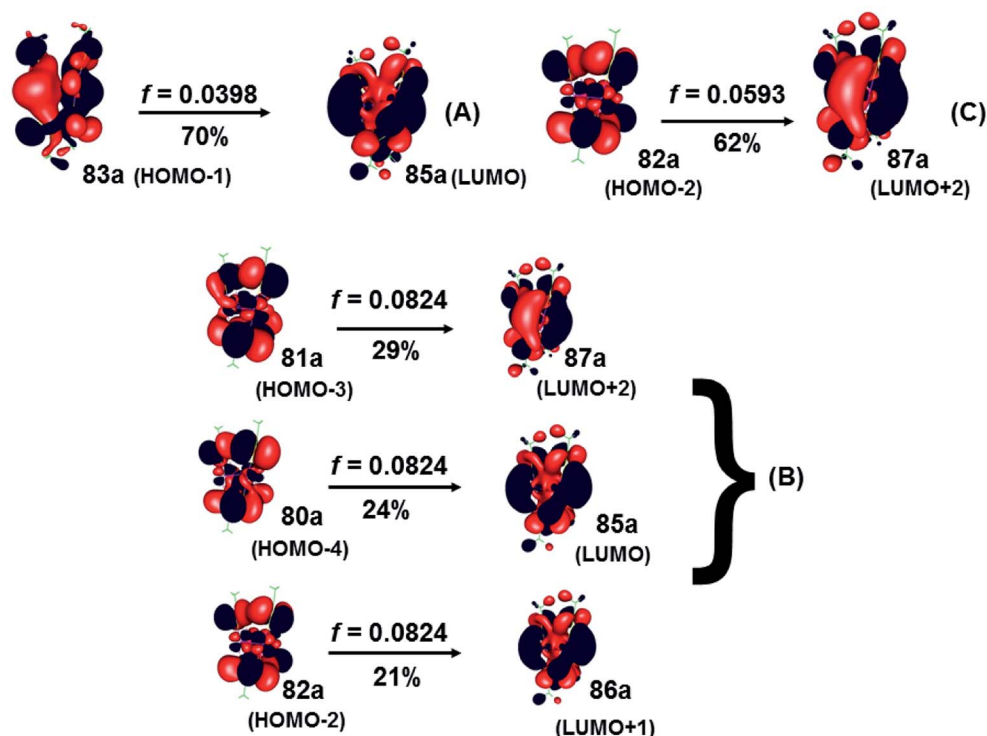 f = 0.0398
70%
83a (HOMO-1)
85a (LUMO)
(A)
f = 0.0593
62%
82a
(HOMO-2)
87a
(LUMO+2)
(C)
f = 0.0824
29%
81a
(HOMO-3)
87a
(LUMO+2)
f = 0.0824
24%
80a
(HOMO-4)
85a
(LUMO)
(B)
f = 0.0824
21%
82a
(HOMO-2)
86a
(LUMO+1)